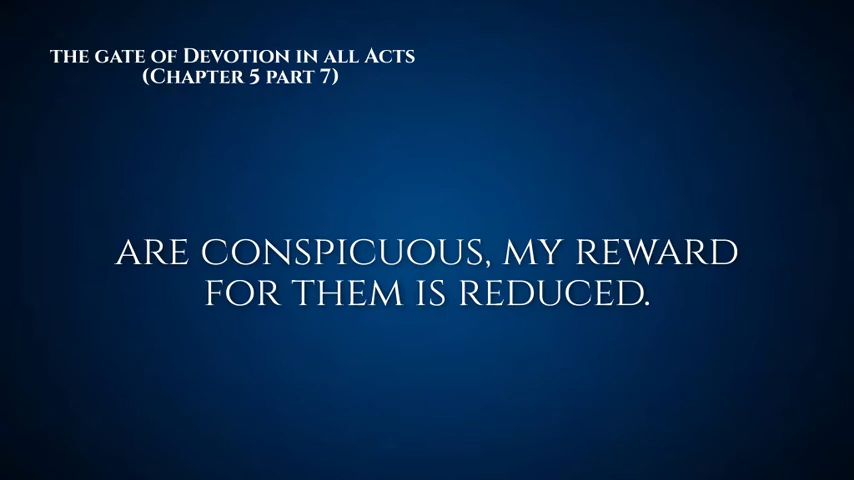 THE GATE OF DEVOTION IN ALL ACTS
(CHAPTER 5 PART 7)
ARE CONSPICUOUS, MY REWARD
FOR THEM IS REDUCED.